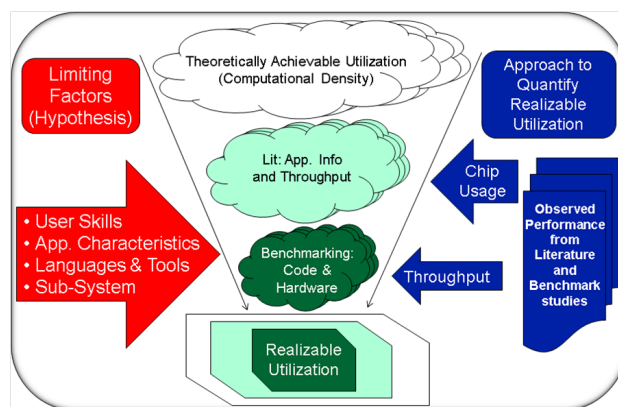 Limiting
Factors
(Hypothesis)
Theoretically Achievable Utilization
(Computational Density)
Approach to
Quantify
Realizable
Utilization
Lit: App. Info
and Throughput
Chip
Usage
• User Skills
• App. Characteristics
• Languages & Tools
• Sub-System
Benchmarking:
Code &
Hardware
Throughput
Observed
Performance
from
Literature
and
Benchmark
studies
Realizable
Utilization